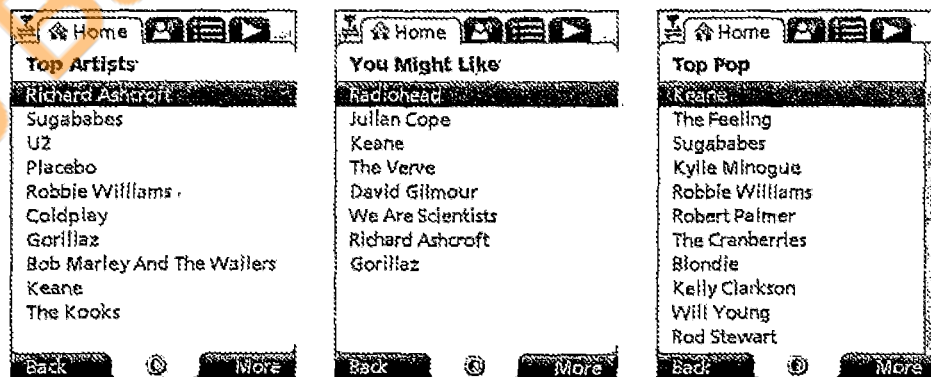 Home
Top Artists
Richard Ashcroft
Sugababes
U2
Placebo
Robbie Williams
Coldplay
Gorillaz
Bob Marley And The Wailers
Keane
The Kooks
Back
More
Home
You Might Like
Radiohead
Julian Cope
Keane
The Verve
David Gilmour
We Are Scientists
Richard Ashcroft
Gorillaz
Back
More
Home
Top Pop
Keane
The Feeling
Sugababes
Kylie Minogue
Robbie Williams
Robert Palmer
The Cranberries
Blondie
Kelly Clarkson
Will Young
Rod Stewart
Back
More